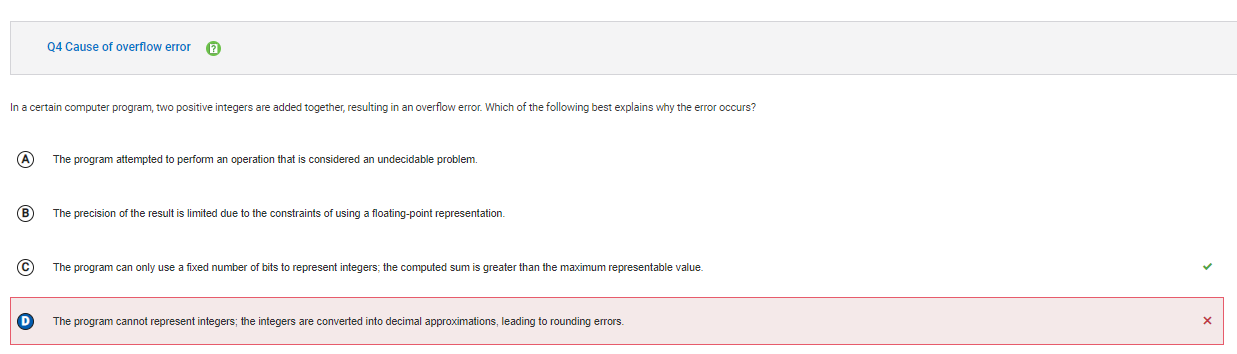 Q4 Cause of overflow error
In a certain computer program, two positive integers are added together, resulting in an overflow error. Which of the following best explains why the error occurs?
A The program attempted to perform an operation that is considered an undecidable problem.
B The precision of the result is limited due to the constraints of using a floating-point representation.
C The program can only use a fixed number of bits to represent integers; the computed sum is greater than the maximum representable value.
D The program cannot represent integers; the integers are converted into decimal approximations, leading to rounding errors.